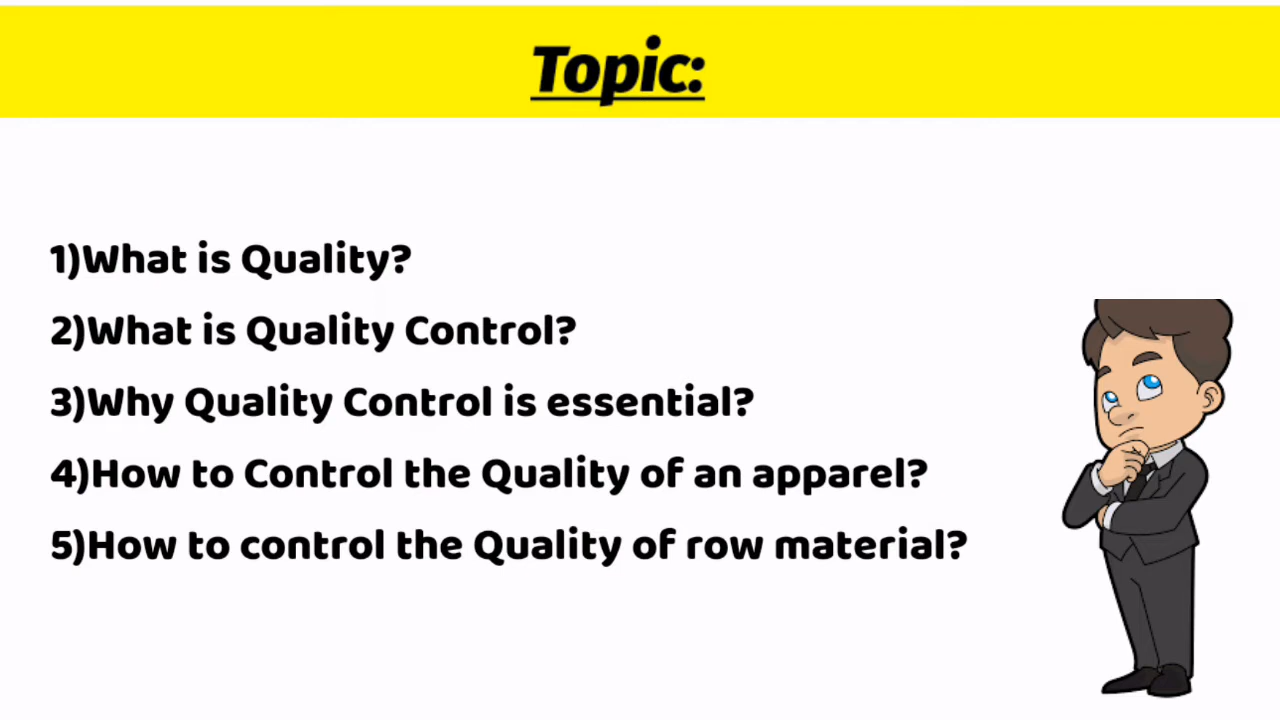 Topic:
1)What is Quality?
2)What is Quality Control?
3)Why Quality Control is essential?
4)How to Control the Quality of an apparel?
5)How to control the Quality of row material?